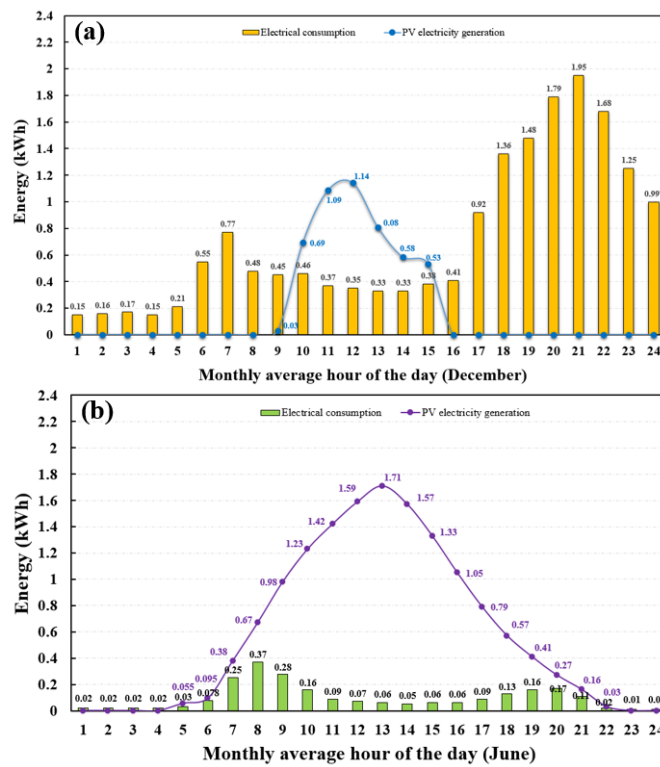 (a)
Electrical consumption
PV electricity generation
Energy (kWh)
2.4
2.2
2
1.8
1.6
1.4
1.2
1
0.8
0.6
0.4
0.2
0
0.15 0.16 0.17 0.15 0.21 0.55 0.77 0.48 0.45 0.46 0.37 0.35 0.33 0.33 0.38 0.41 0.92 1.36 1.48 1.79 1.95 1.68 1.25 0.99
0.03 0.69 1.09 1.14 0.08 0.58 0.53
1 2 3 4 5 6 7 8 9 10 11 12 13 14 15 16 17 18 19 20 21 22 23 24
Monthly average hour of the day (December)
(b)
Electrical consumption
PV electricity generation
Energy (kWh)
2.4
2.2
2
1.8
1.6
1.4
1.2
1
0.8
0.6
0.4
0.2
0
0.055 0.095 0.38 0.67 0.98 1.23 1.42 1.59 1.71 1.57 1.33 1.05 0.79 0.57 0.41 0.27 0.16 0.03
0.02 0.02 0.02 0.02 0.03 0.078 0.25 0.37 0.28 0.16 0.09 0.07 0.06 0.05 0.06 0.06 0.09 0.13 0.16 0.17 0.11 0.02 0.01
1 2 3 4 5 6 7 8 9 10 11 12 13 14 15 16 17 18 19 20 21 22 23 24
Monthly average hour of the day (June)